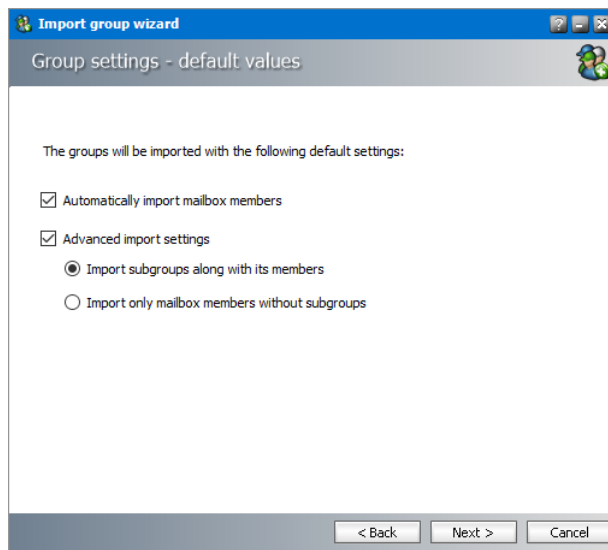 Import group wizard
Group settings - default values
The groups will be imported with the following default settings:
Automatically import mailbox members
Advanced import settings
Import subgroups along with its members
Import only mailbox members without subgroups
< Back Next > Cancel